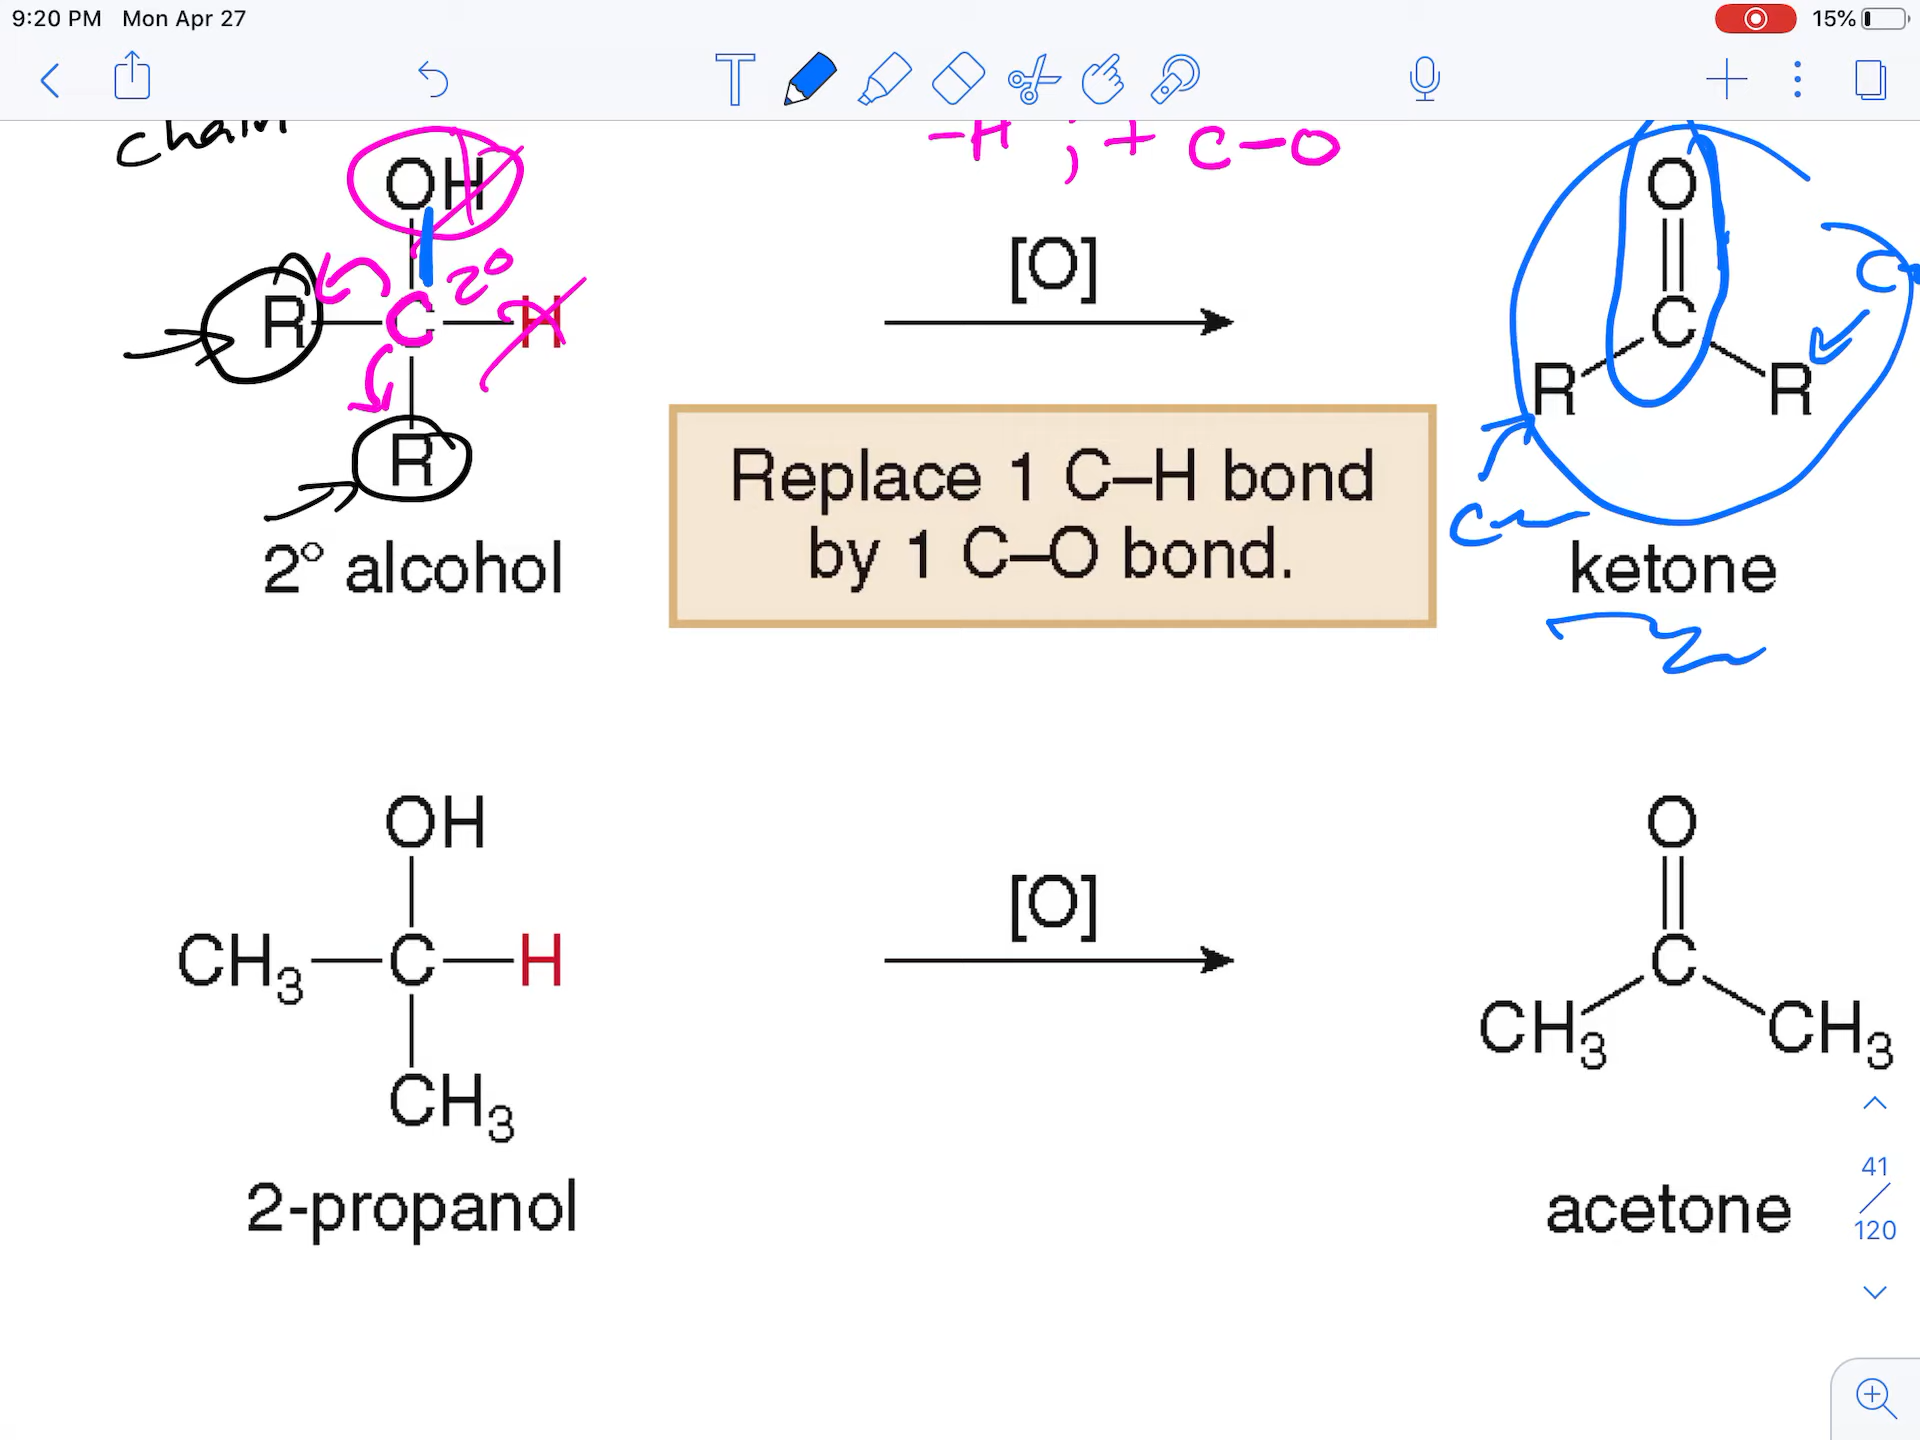 9:20 PM Mon Apr 27
15%
T
chain
-H ; + C-O
OH
2°
R C H
R
[O]
O
C
R R
C
C
Replace 1 C–H bond
by 1 C–O bond.
2° alcohol
ketone
OH
CH3 C H
CH3
[O]
O
C
CH3 CH3
2-propanol
acetone
41
/
120